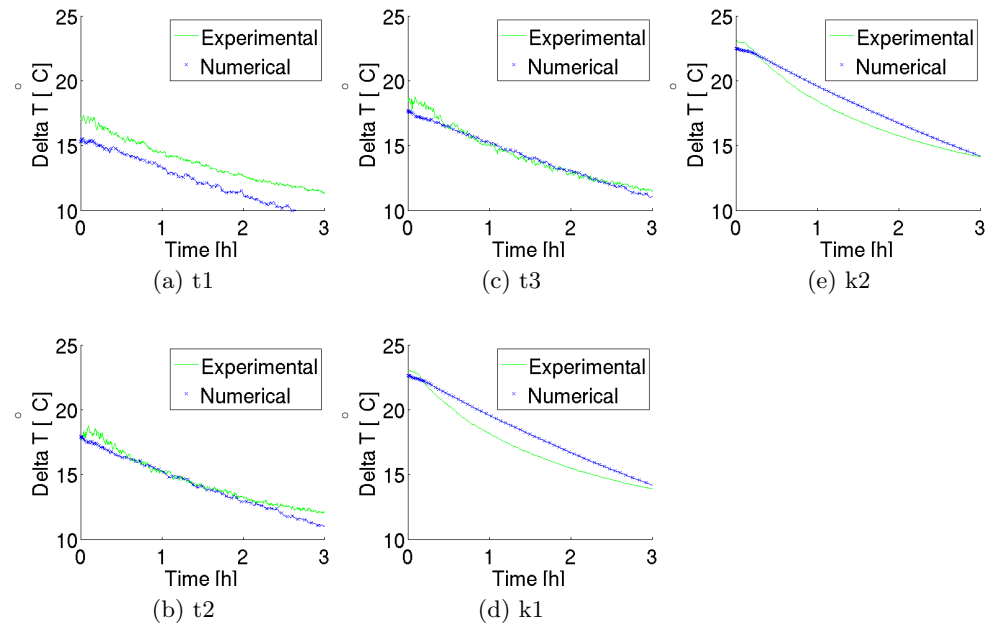 25
20
15
10
Delta T [ °C]
Experimental
Numerical
0 1 2 3
Time [h]
(a) t1
25
20
15
10
Delta T [ °C]
Experimental
Numerical
0 1 2 3
Time [h]
(c) t3
25
20
15
10
Delta T [ °C]
Experimental
Numerical
0 1 2 3
Time [h]
(e) k2
25
20
15
10
Delta T [ °C]
Experimental
Numerical
0 1 2 3
Time [h]
(b) t2
25
20
15
10
Delta T [ °C]
Experimental
Numerical
0 1 2 3
Time [h]
(d) k1